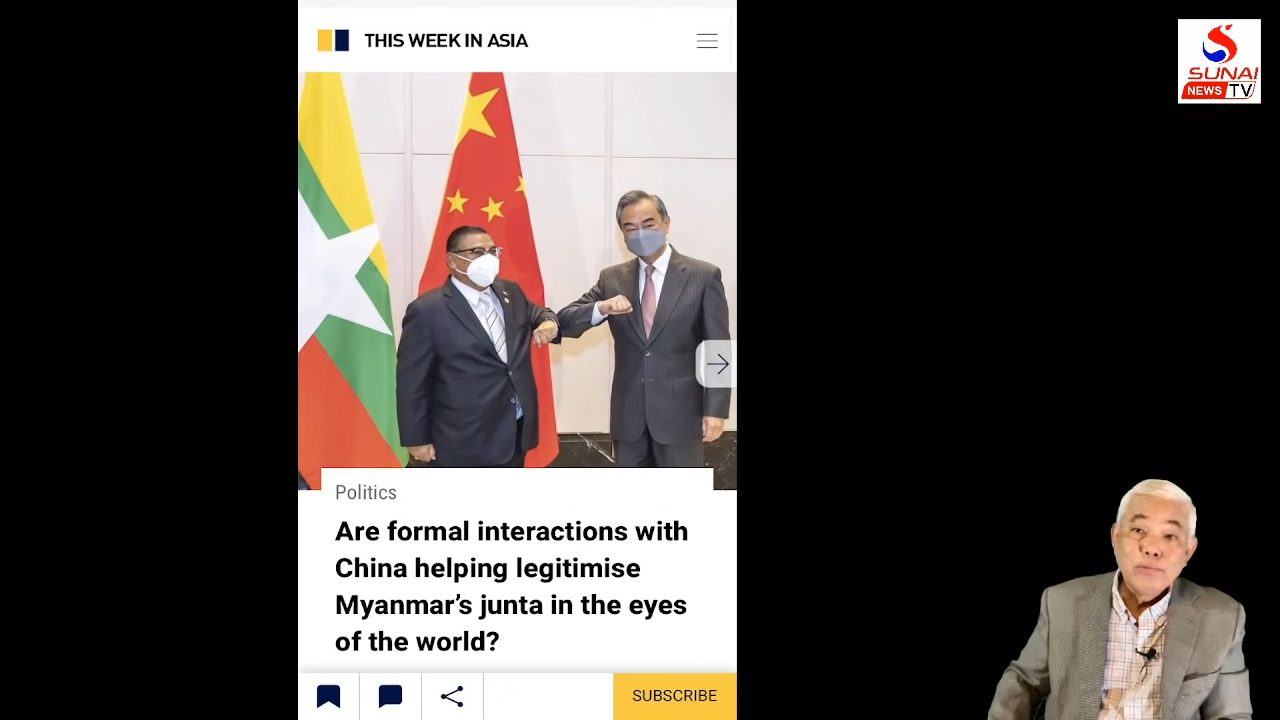 THIS WEEK IN ASIA
SUNAI
NEWS TV
Politics
Are formal interactions with
China helping legitimise
Myanmar's junta in the eyes
of the world?
SUBSCRIBE